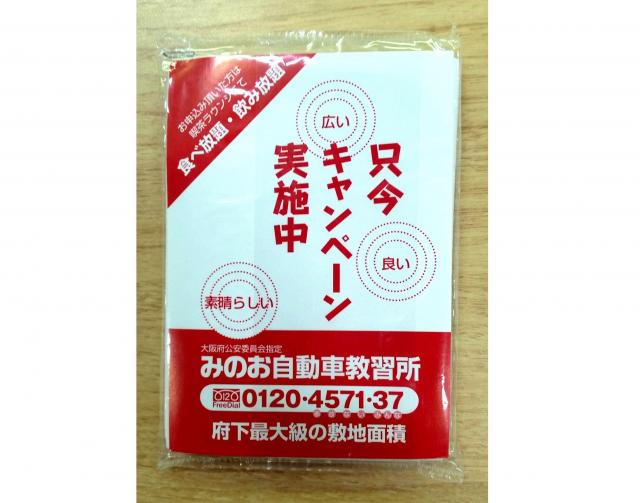 お申込み頂いた方は
喫茶ラウンジにて
食べ放題・飲み放題!
広い
只今
キャンペーン
実施中
良い
素晴らしい
大阪府公安委員会指定
みのお自動車教習所
FreeDial
0120・4571・37
府下最大級の敷地面積